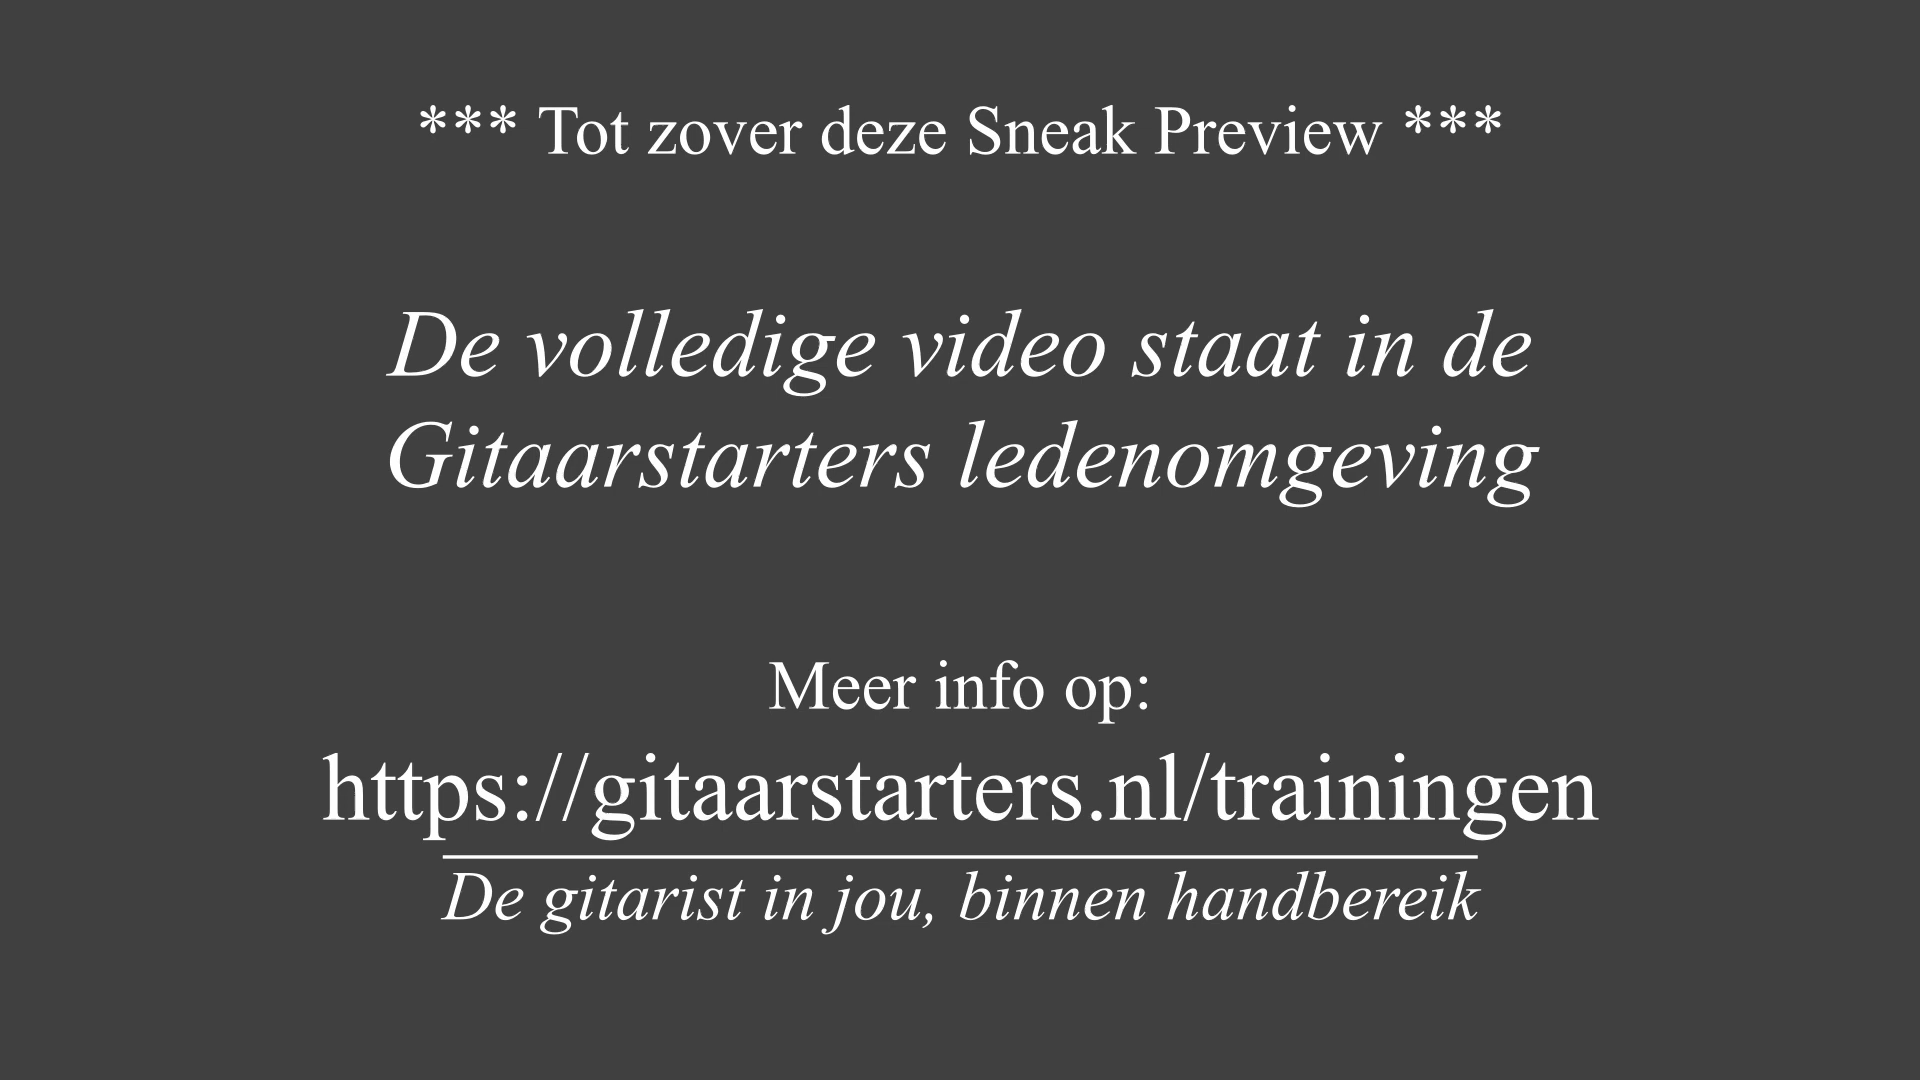 *** Tot zover deze Sneak Preview ***
De volledige video staat in de
Gitaarstarters ledenomgeving
Meer info op:
https://gitaarstarters.nl/trainingen
De gitarist in jou, binnen handbereik